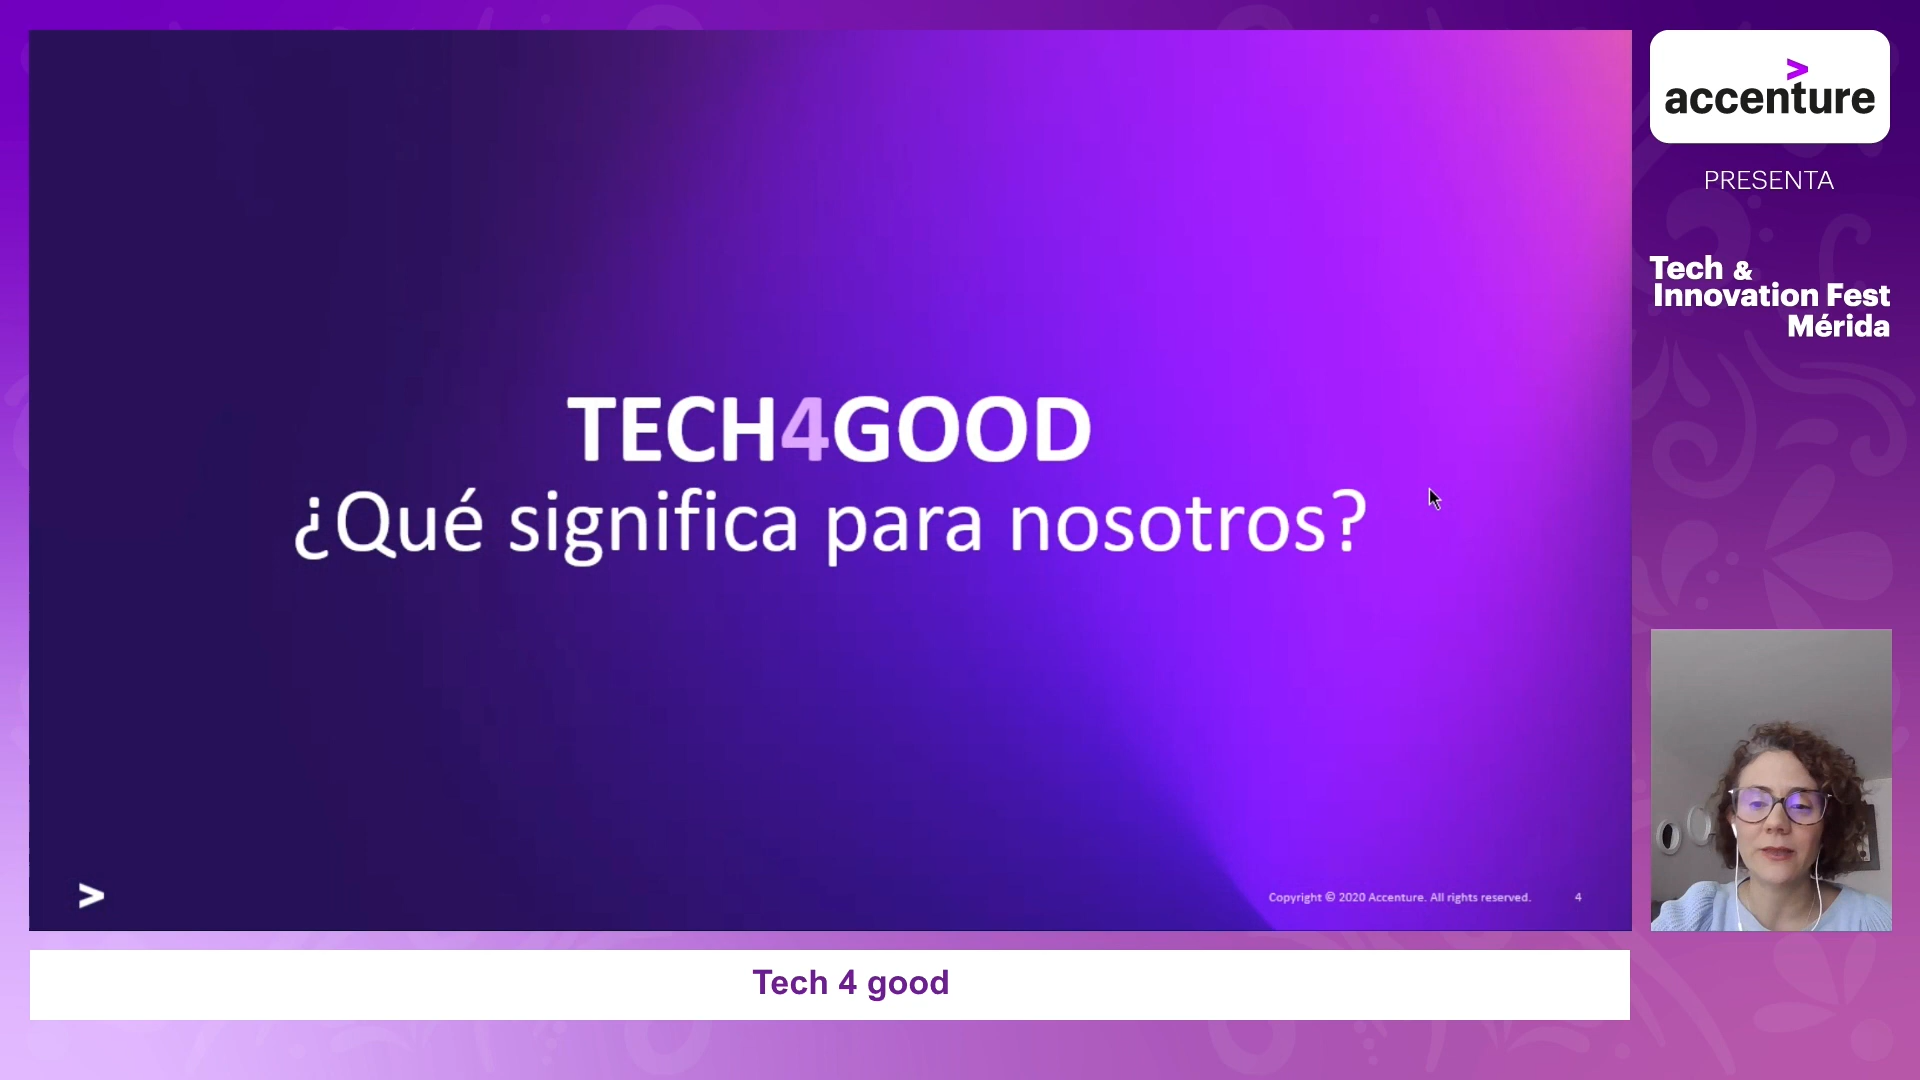 TECH4GOOD
¿Qué significa para nosotros?
>
Copyright © 2020 Accenture. All rights reserved.
4
>
accenture
PRESENTA
Tech &
Innovation Fest
Mérida
Tech 4 good